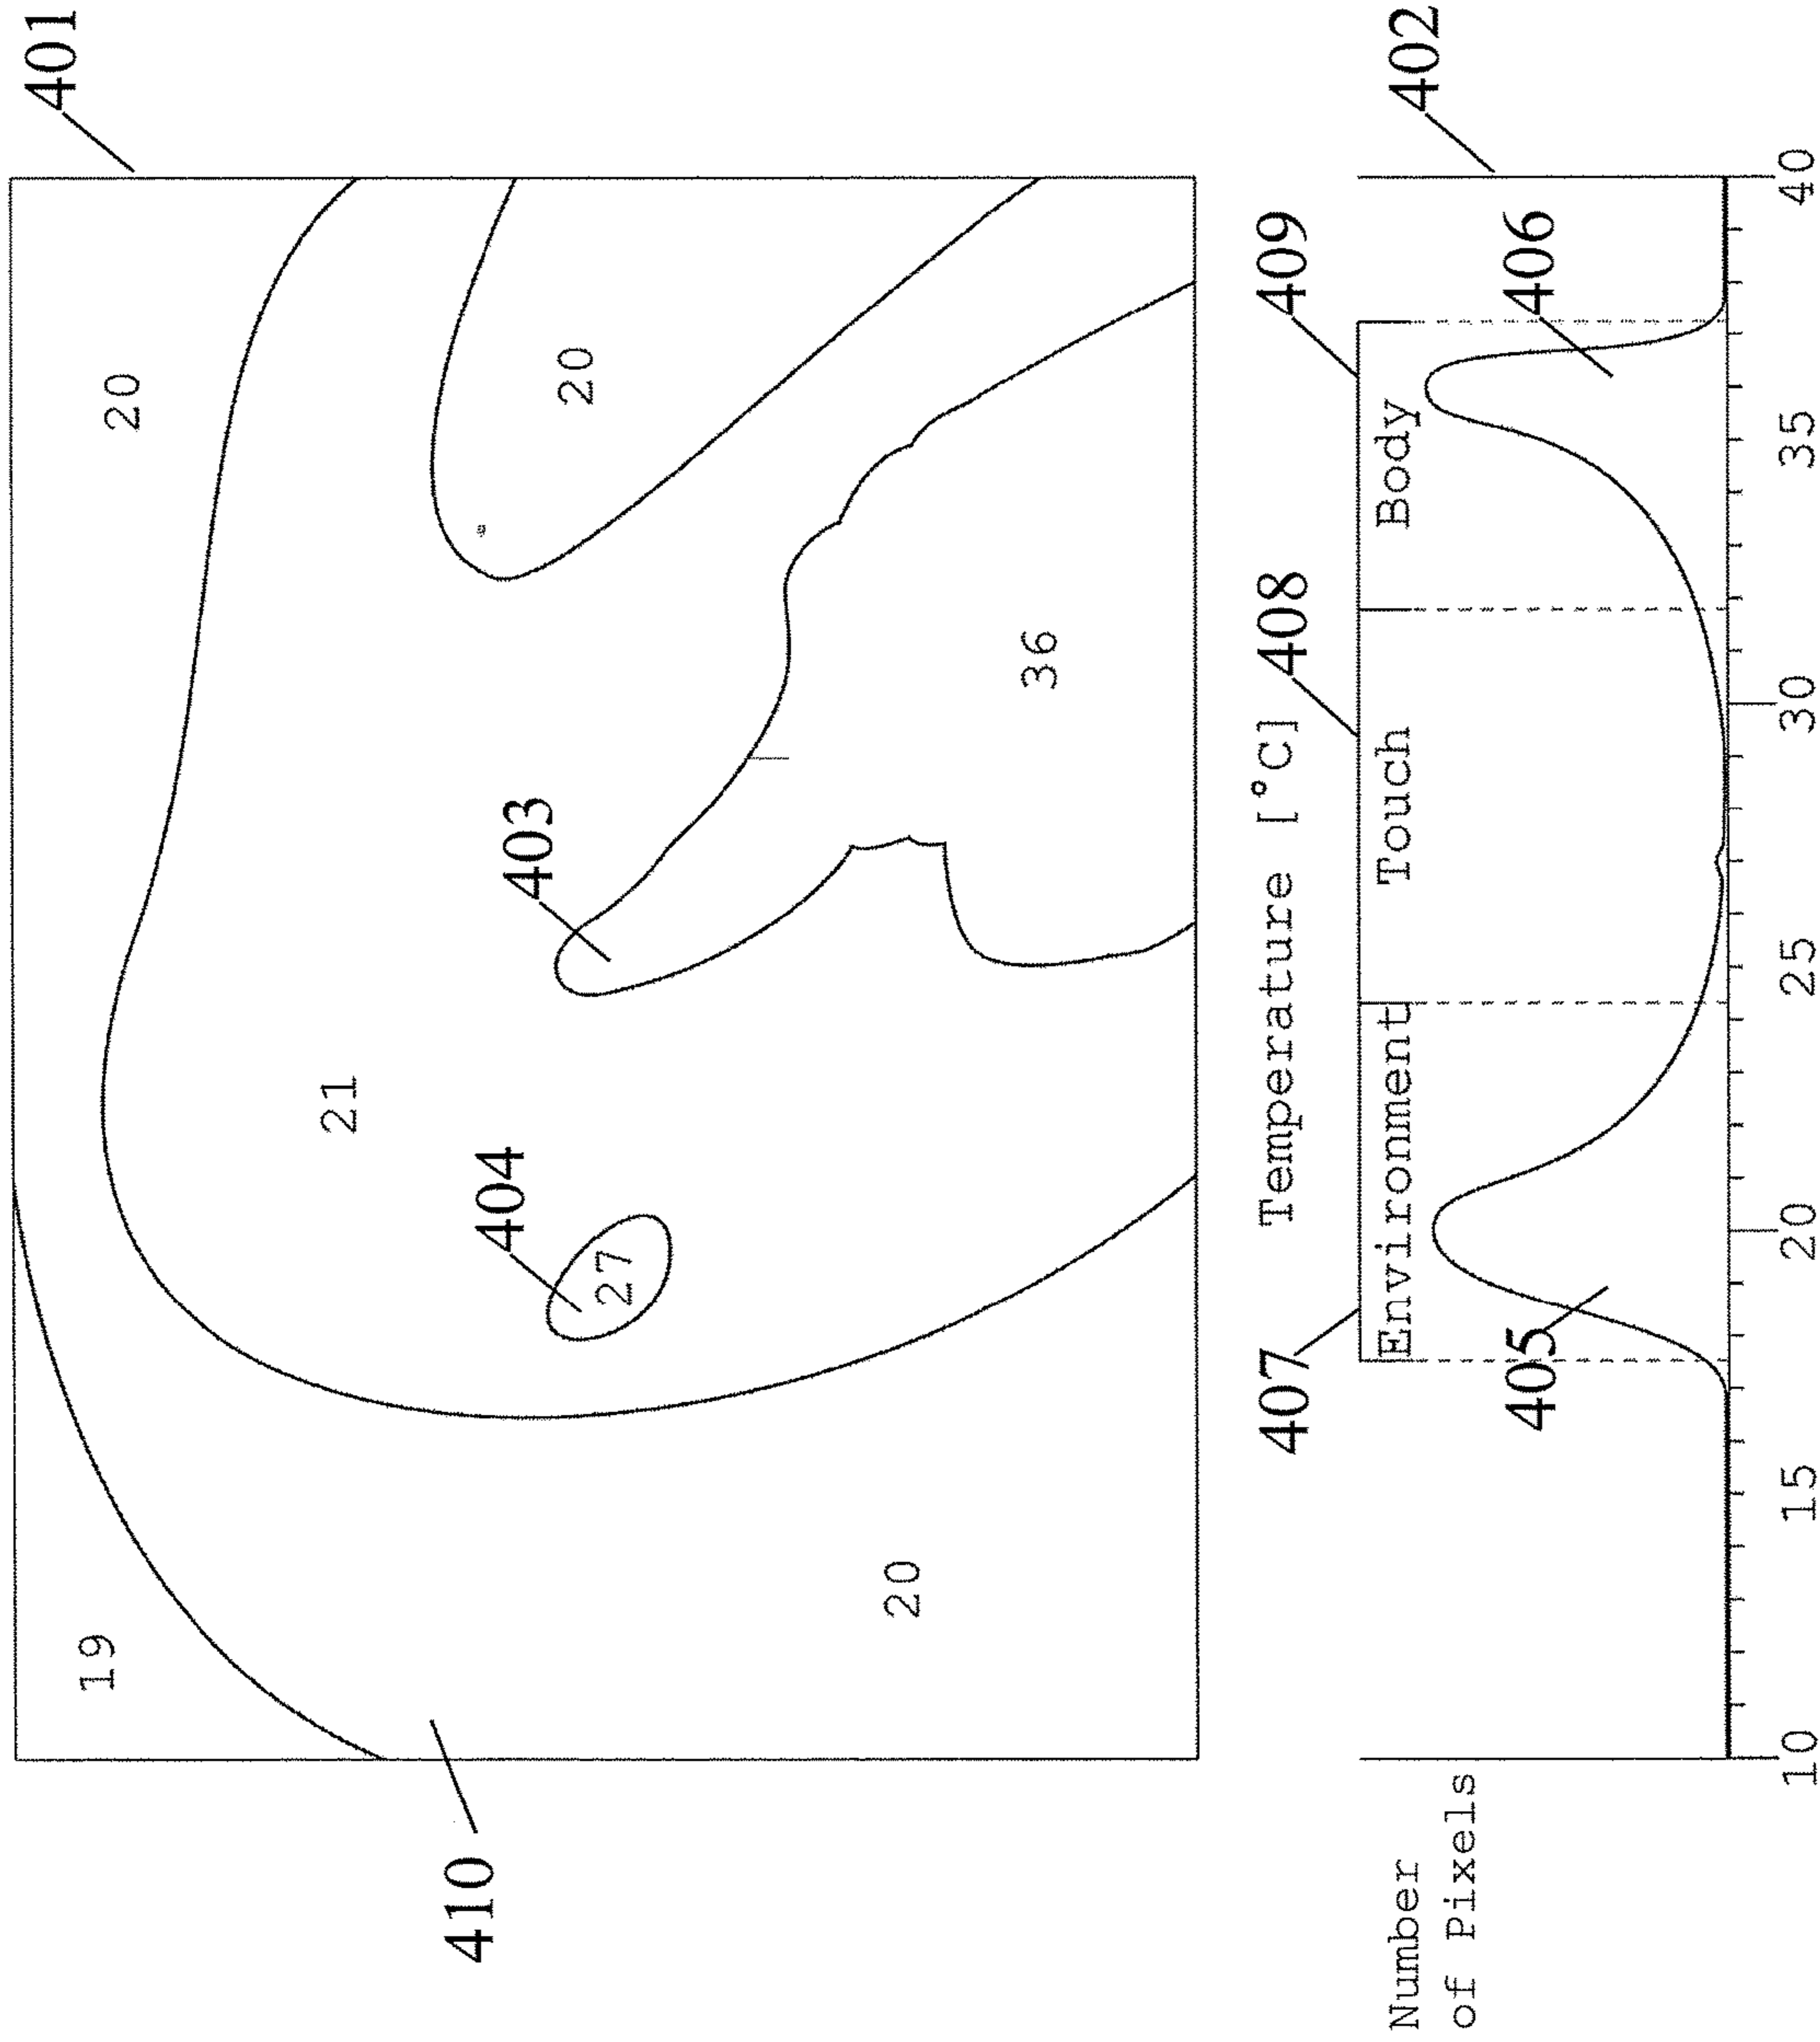 401
19
20
21
410
404
403
20
27
20
36
407 Temperature [°C] 408 409
Number
of Pixels
Environment Touch Body
402
405 406
10 15 20 25 30 35 40